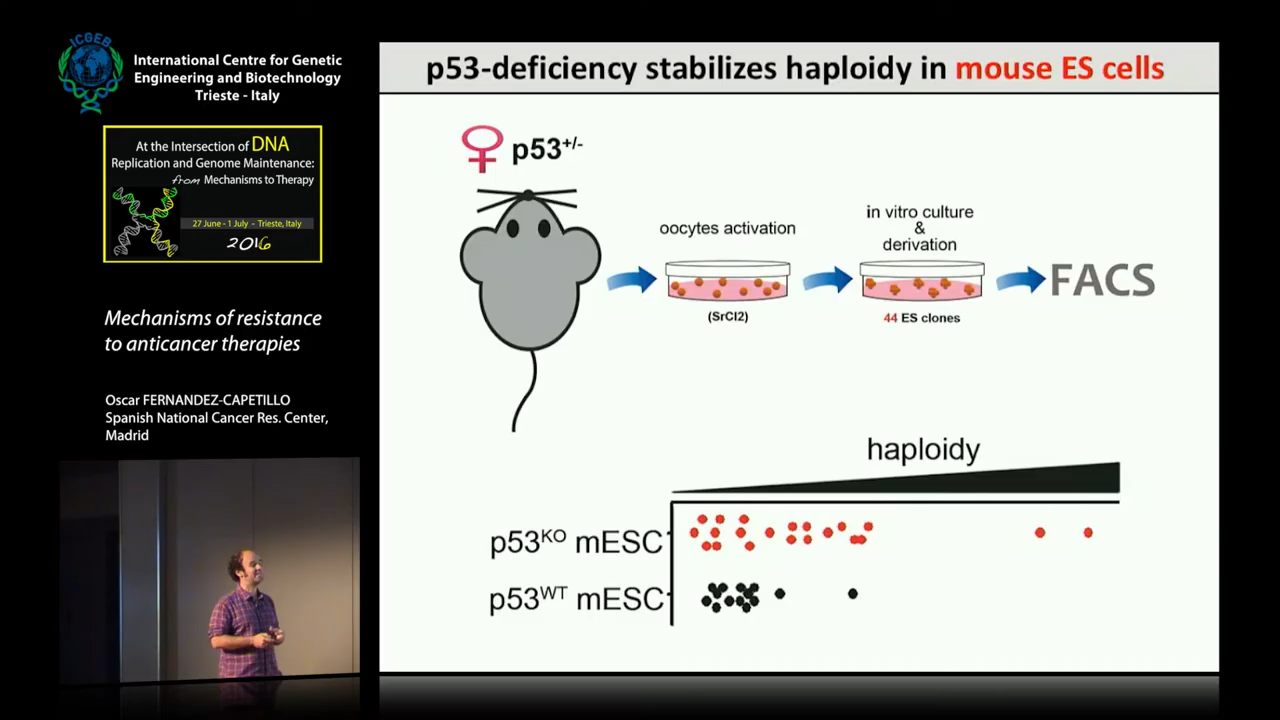 ICGEB
International Centre for Genetic
Engineering and Biotechnology
Trieste - Italy
At the Intersection of DNA
Replication and Genome Maintenance:
from Mechanisms to Therapy
27 June - 1 July – Trieste, Italy
2016
Mechanisms of resistance
to anticancer therapies
Oscar FERNANDEZ-CAPETILLO
Spanish National Cancer Res. Center,
Madrid
p53-deficiency stabilizes haploidy in mouse ES cells
♀ p53+/-
oocytes activation
(SrCl2)
in vitro culture
&
derivation
44 ES clones
FACS
haploidy
p53KO mESC
p53WT mESC